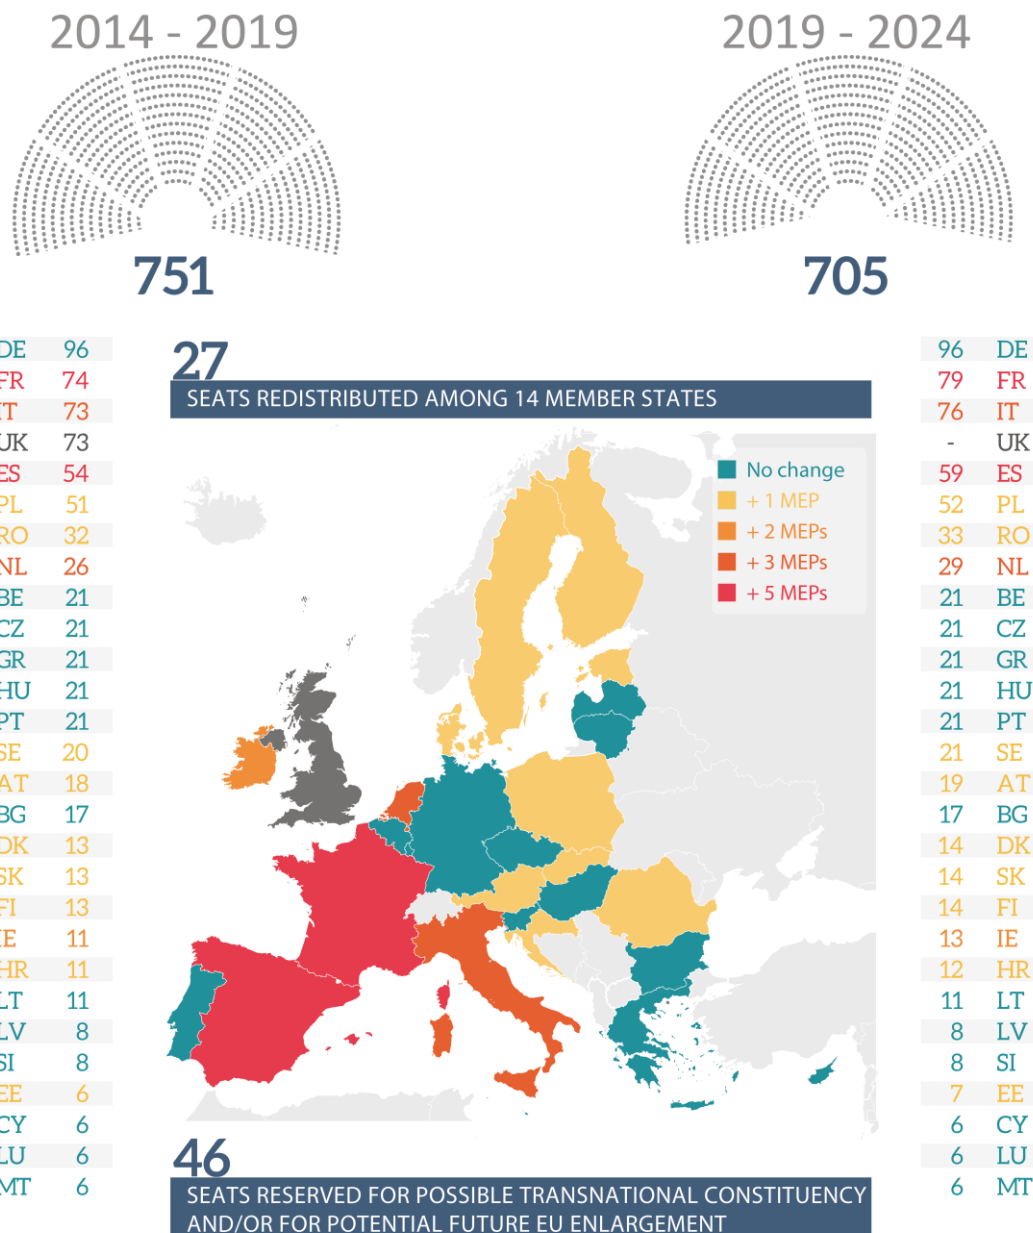 2014 - 2019
751
2019 - 2024
705
DE 96
FR 74
IT 73
UK 73
ES 54
PL 51
RO 32
NL 26
BE 21
CZ 21
GR 21
HU 21
PT 21
SE 20
AT 18
BG 17
DK 13
SK 13
FI 13
IE 11
HR 11
LT 11
LV 8
SI 8
EE 6
CY 6
LU 6
MT 6
27
SEATS REDISTRIBUTED AMONG 14 MEMBER STATES
No change
+ 1 MEP
+ 2 MEPs
+ 3 MEPs
+ 5 MEPs
46
SEATS RESERVED FOR POSSIBLE TRANSNATIONAL CONSTITUENCY
AND/OR FOR POTENTIAL FUTURE EU ENLARGEMENT
96 DE
79 FR
76 IT
- UK
59 ES
52 PL
33 RO
29 NL
21 BE
21 CZ
21 GR
21 HU
21 PT
21 SE
19 AT
17 BG
14 DK
14 SK
14 FI
13 IE
12 HR
11 LT
8 LV
8 SI
7 EE
6 CY
6 LU
6 MT